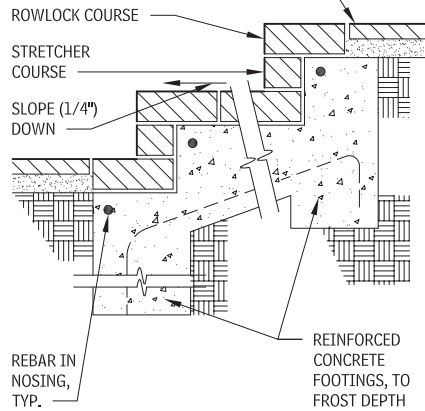 ROWLOCK COURSE
STRETCHER
COURSE
SLOPE (1/4")
DOWN
REBAR IN
NOSING,
TYP.
REINFORCED
CONCRETE
FOOTINGS, TO
FROST DEPTH